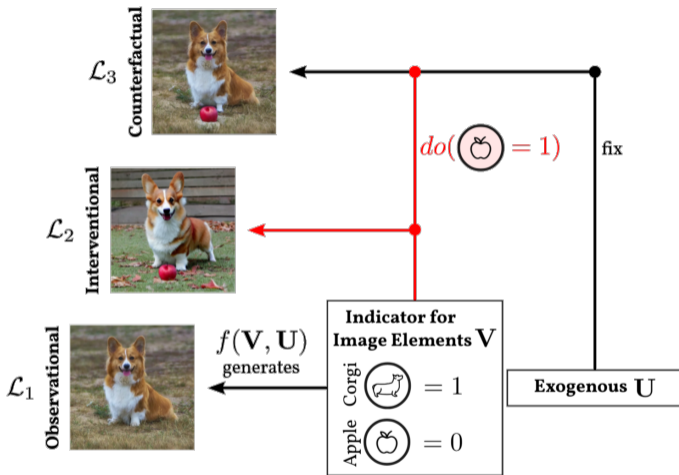 ℒ₃
Counterfactual
do( = 1)
fix
ℒ₂
Interventional
Indicator for
Image Elements V
f(V, U)
generates
ℒ₁
Observational
Corgi = 1
Apple = 0
Exogenous U